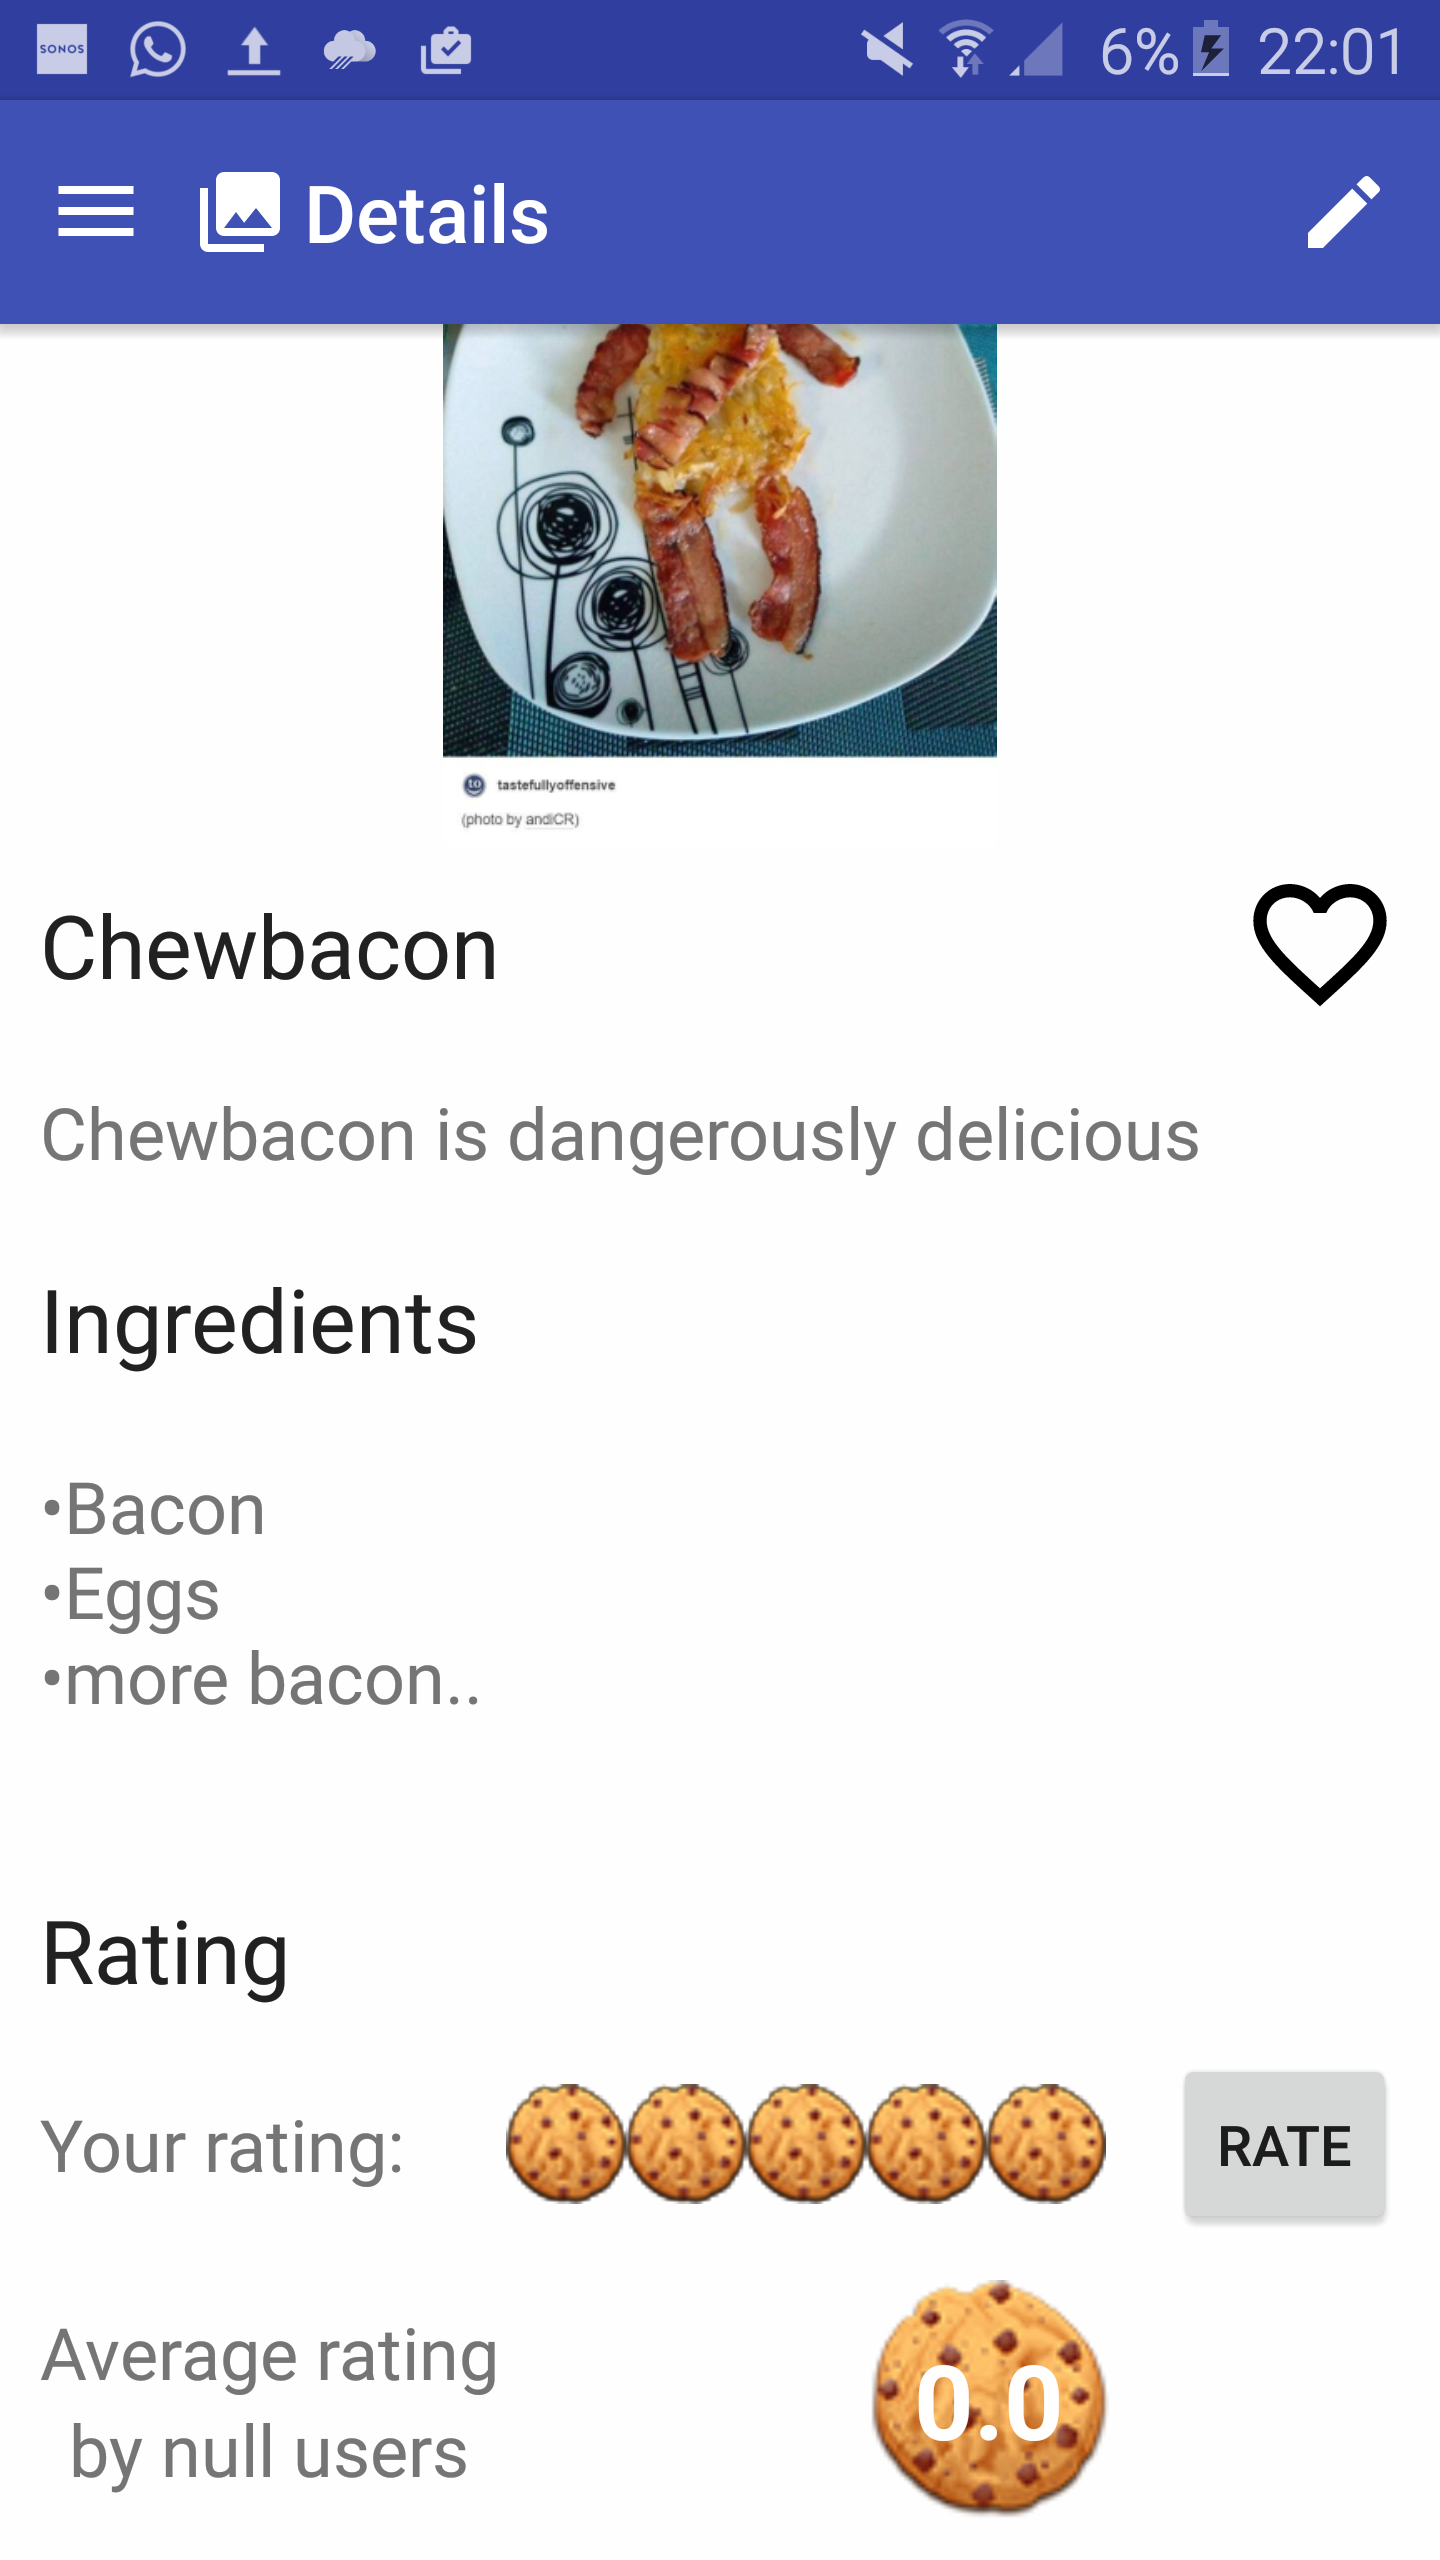 SONOS
6% 22:01
Details
to tastefullyoffensive
(photo by andiCR)
Chewbacon
Chewbacon is dangerously delicious
Ingredients
•Bacon
•Eggs
•more bacon..
Rating
Your rating:
RATE
Average rating
by null users
0.0